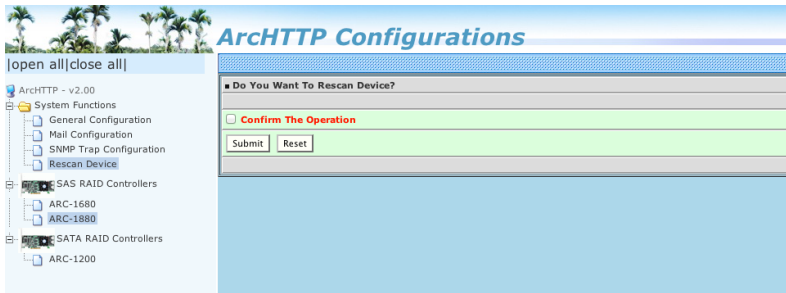 ArcHTTP Configurations
|open all|close all|
ArcHTTP - v2.00
System Functions
General Configuration
Mail Configuration
SNMP Trap Configuration
Rescan Device
SAS RAID Controllers
ARC-1680
ARC-1880
SATA RAID Controllers
ARC-1200
Do You Want To Rescan Device?
Confirm The Operation
Submit Reset